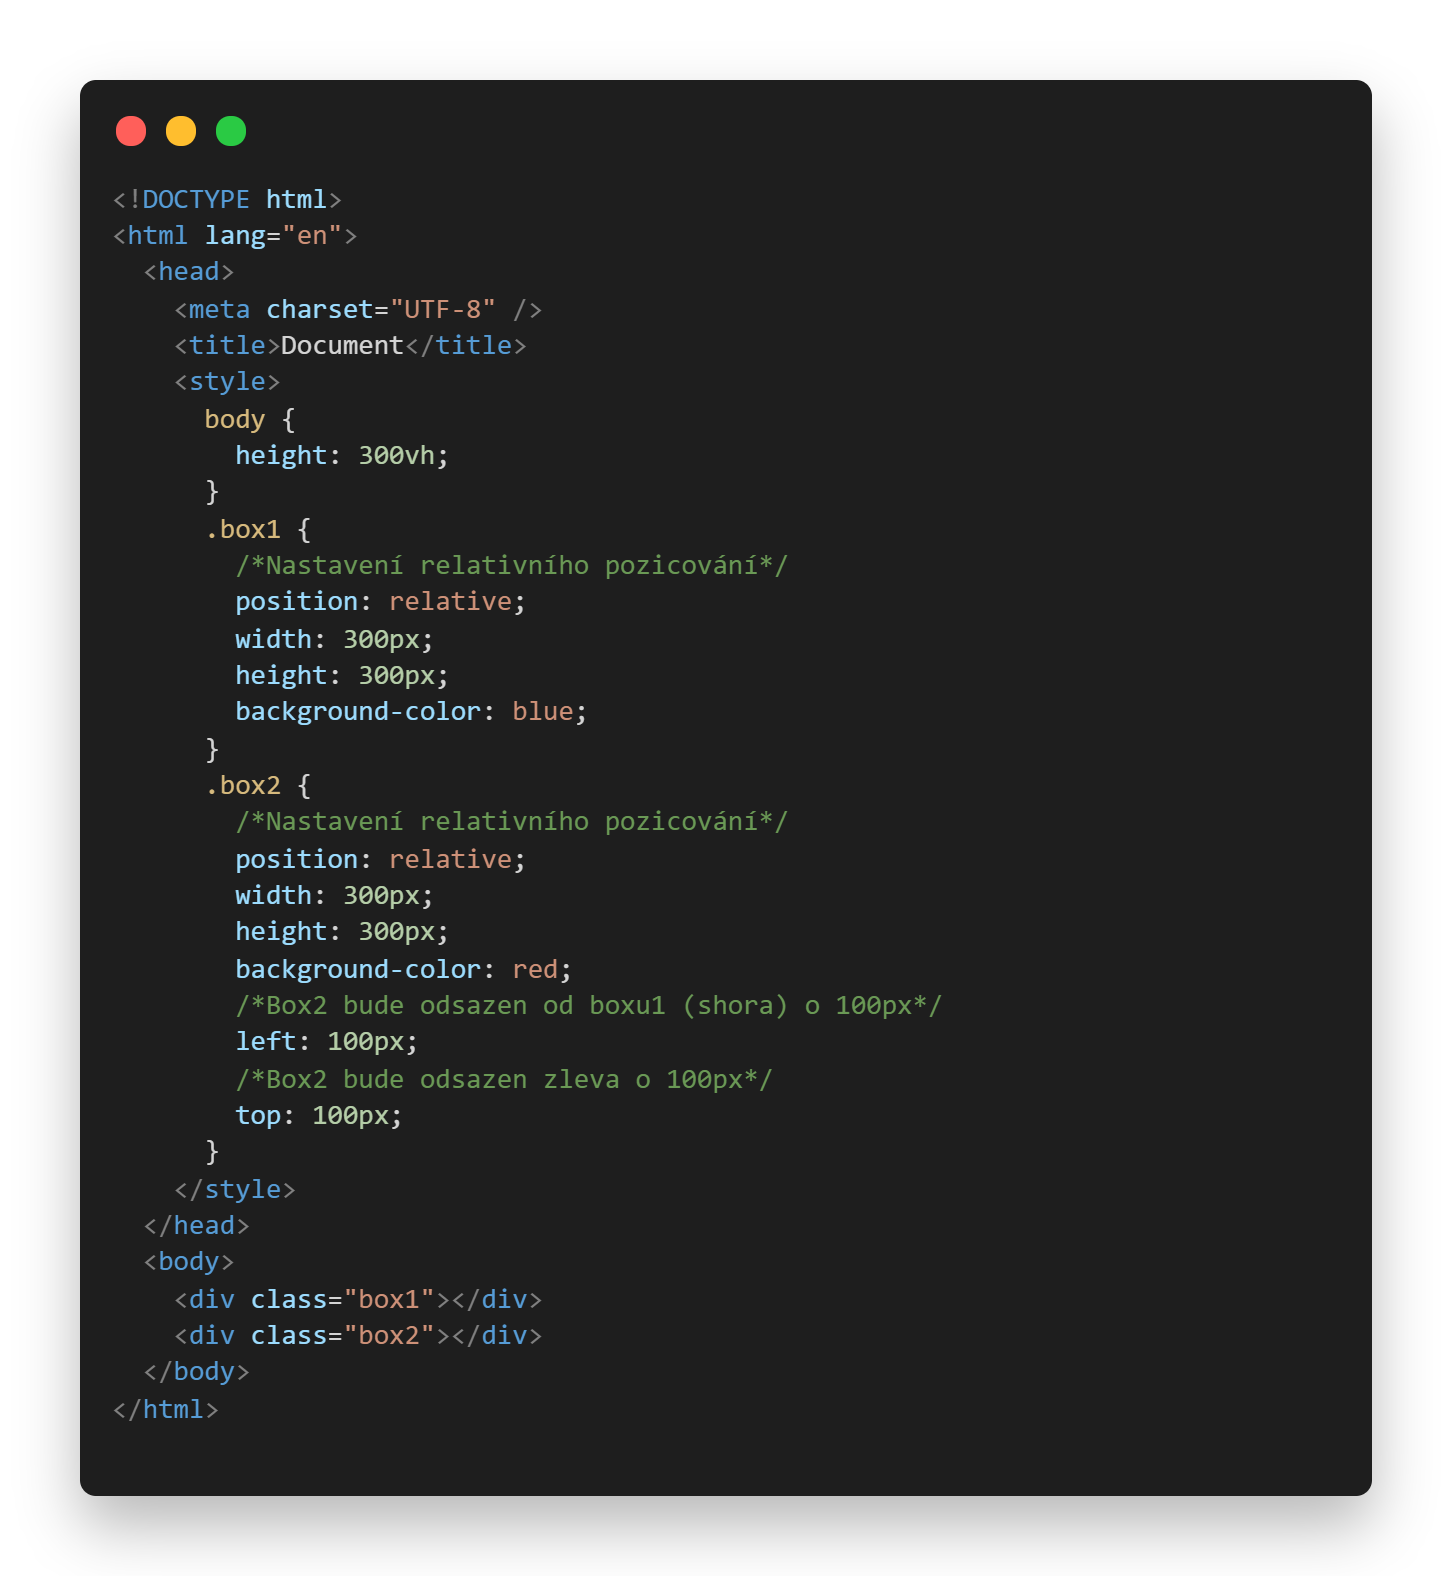 <!DOCTYPE html>
<html lang="en">
  <head>
    <meta charset="UTF-8" />
    <title>Document</title>
    <style>
      body {
        height: 300vh;
      }
      .box1 {
        /*Nastavení relativního pozicování*/
        position: relative;
        width: 300px;
        height: 300px;
        background-color: blue;
      }
      .box2 {
        /*Nastavení relativního pozicování*/
        position: relative;
        width: 300px;
        height: 300px;
        background-color: red;
        /*Box2 bude odsazen od boxu1 (shora) o 100px*/
        left: 100px;
        /*Box2 bude odsazen zleva o 100px*/
        top: 100px;
      }
    </style>
  </head>
  <body>
    <div class="box1"></div>
    <div class="box2"></div>
  </body>
</html>